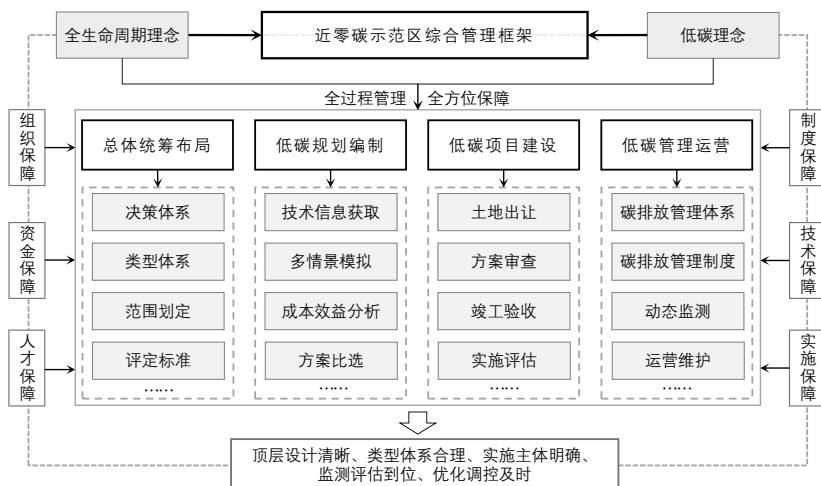 全生命周期理念
近零碳示范区综合管理框架
低碳理念
全过程管理
全方位保障
组织保障
资金保障
人才保障
总体统筹布局
决策体系
类型体系
范围划定
评定标准
……
低碳规划编制
技术信息获取
多情景模拟
成本效益分析
方案比选
……
低碳项目建设
土地出让
方案审查
竣工验收
实施评估
……
低碳管理运营
碳排放管理体系
碳排放管理制度
动态监测
运营维护
……
制度保障
技术保障
实施保障
顶层设计清晰、类型体系合理、实施主体明确、
监测评估到位、优化调控及时